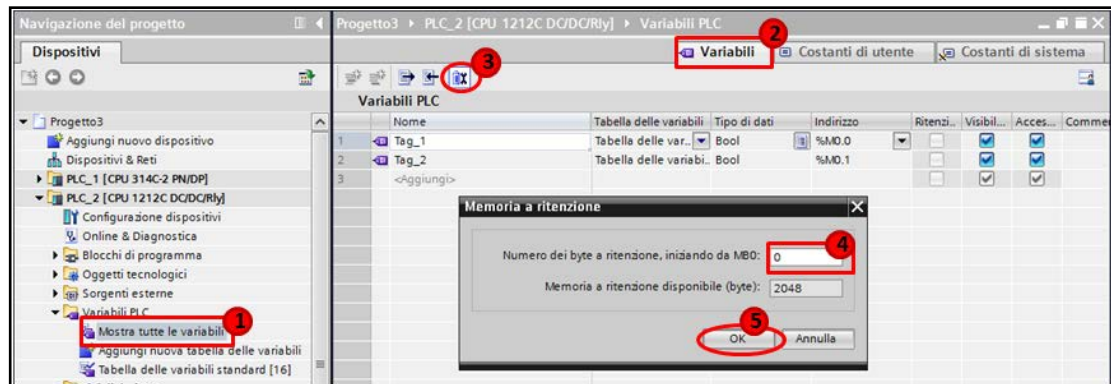 Navigazione del progetto
Progetto3 ▸ PLC_2 [CPU 1212C DC/DC/Rly] ▸ Variabili PLC
Dispositivi
2
Variabili
Costanti di utente
Costanti di sistema
3
Variabili PLC
Nome Tabella delle variabili Tipo di dati Indirizzo Ritenzi.. Visibil... Acces... Comme
1 Tag_1 Tabella delle var.. Bool %M0.0
2 Tag_2 Tabella delle variabi.. Bool %M0.1
3 <Aggiungi>
Progetto3
Aggiungi nuovo dispositivo
Dispositivi & Reti
PLC_1 [CPU 314C-2 PN/DP]
PLC_2 [CPU 1212C DC/DC/Rly]
Configurazione dispositivi
Online & Diagnostica
Blocchi di programma
Oggetti tecnologici
Sorgenti esterne
Variabili PLC
1
Mostra tutte le variabili
Aggiungi nuova tabella delle variabili
Tabella delle variabili standard [16]
Memoria a ritenzione
4
Numero dei byte a ritenzione, iniziando da MB0: 0
Memoria a ritenzione disponibile (byte): 2048
5
OK Annulla